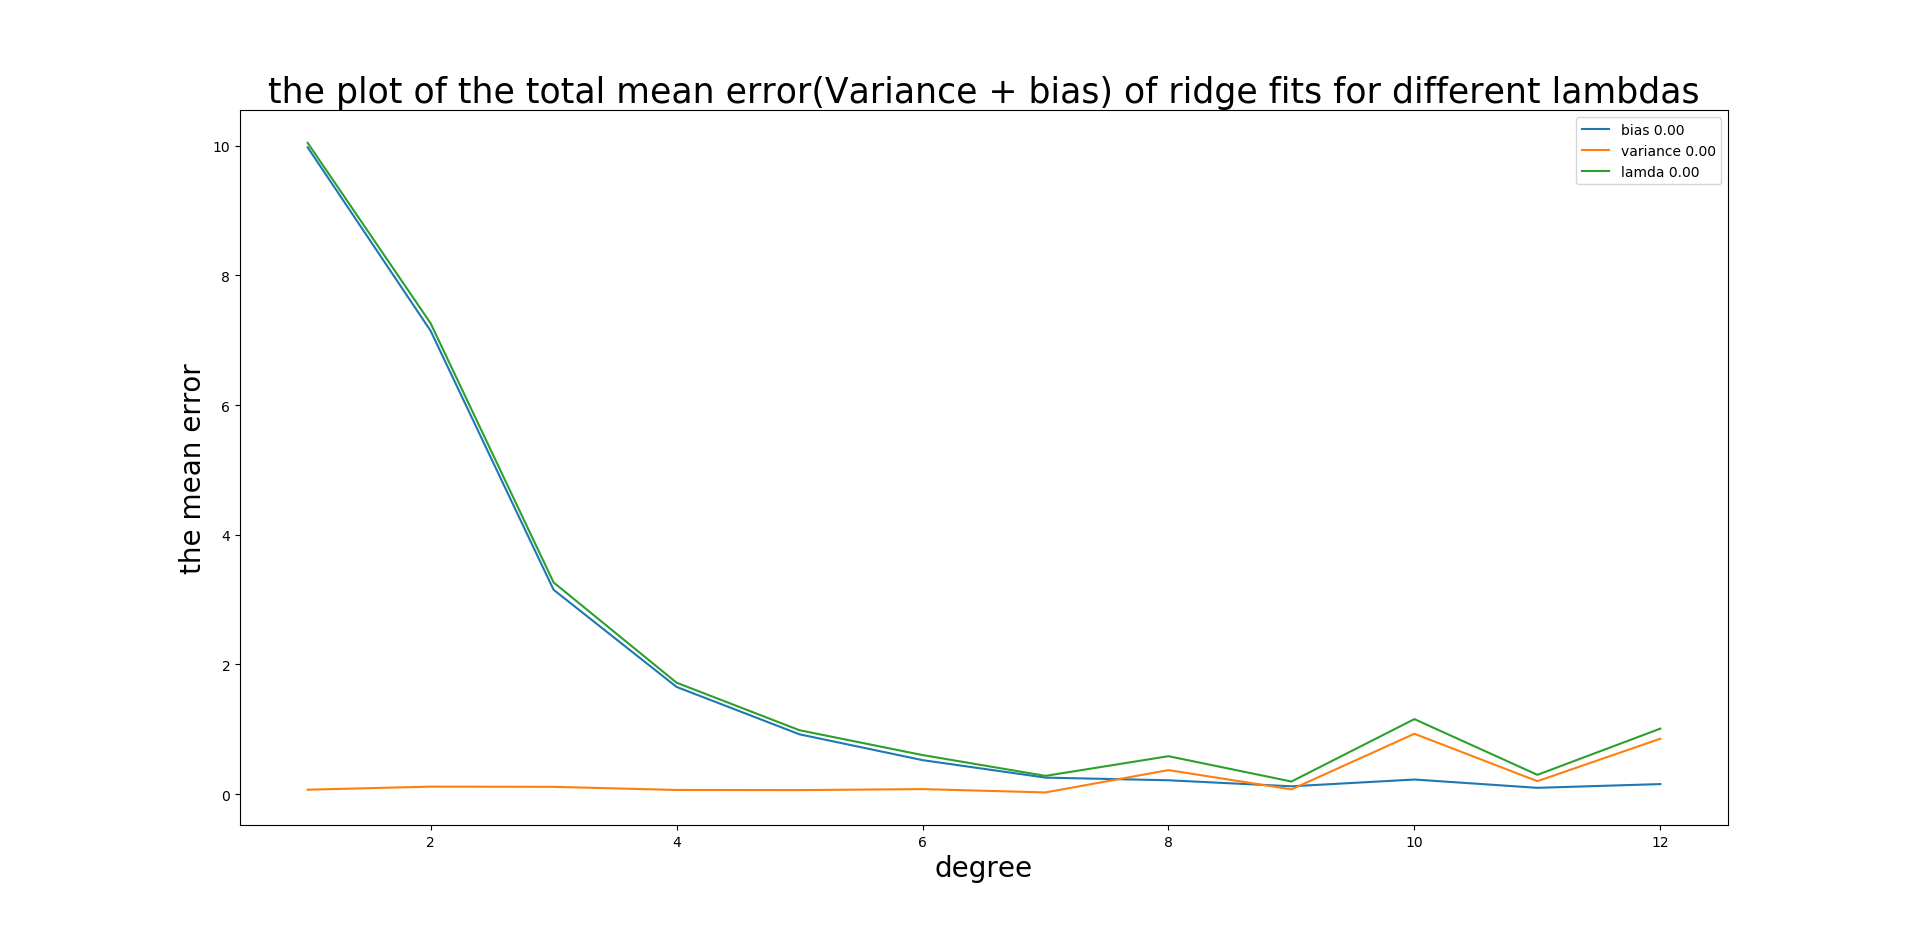 the plot of the total mean error(Variance + bias) of ridge fits for different lambdas
bias 0.00
variance 0.00
lamda 0.00
the mean error
10
8
6
4
2
0
2 4 6 8 10 12
degree